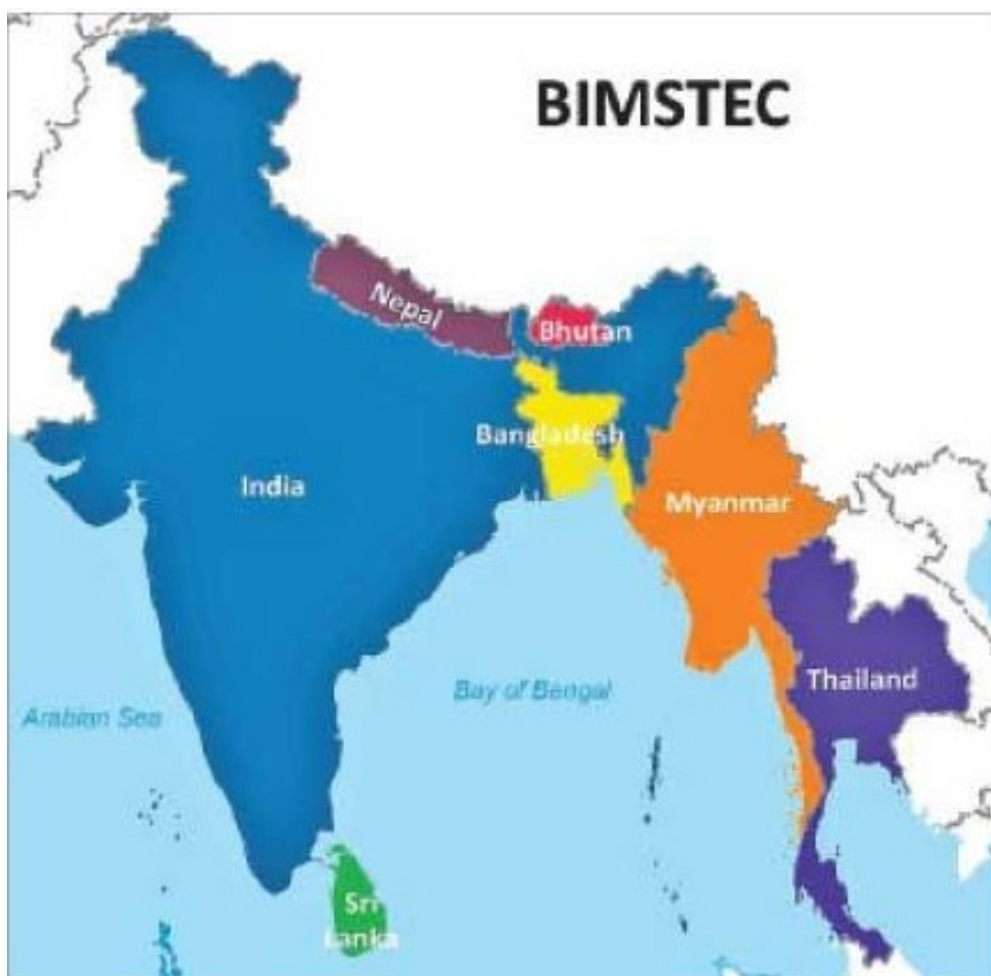 BIMSTEC
Nepal
Bhutan
Bangladesh
India
Myanmar
Thailand
Bay of Bengal
Arabian Sea
Sri
Lanka